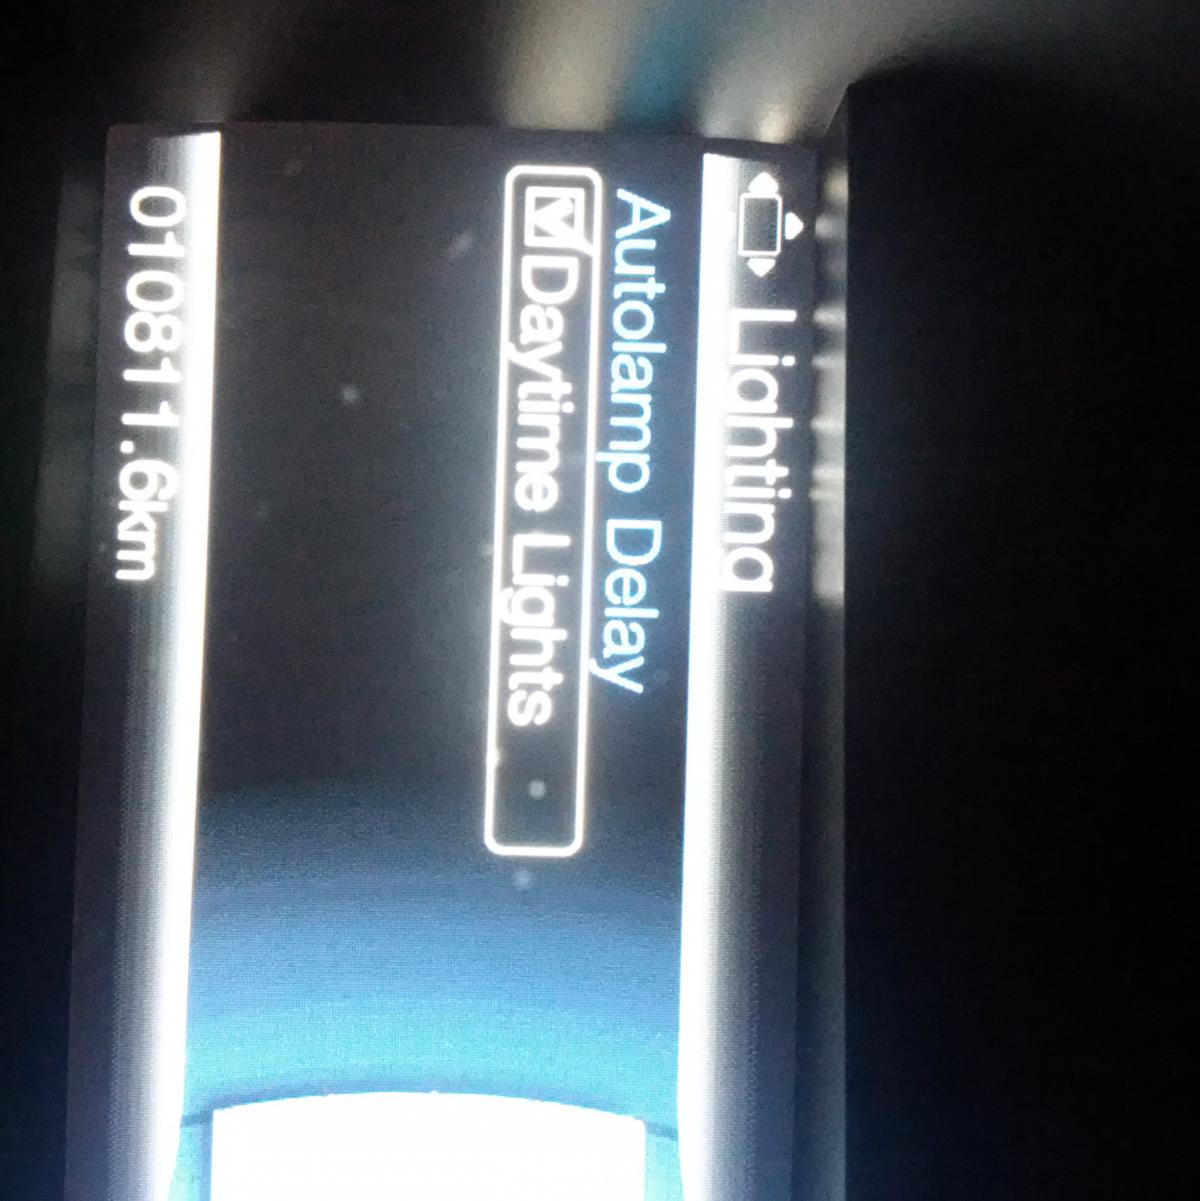 Lighting
Autolamp Delay
Daytime Lights
010811.6km